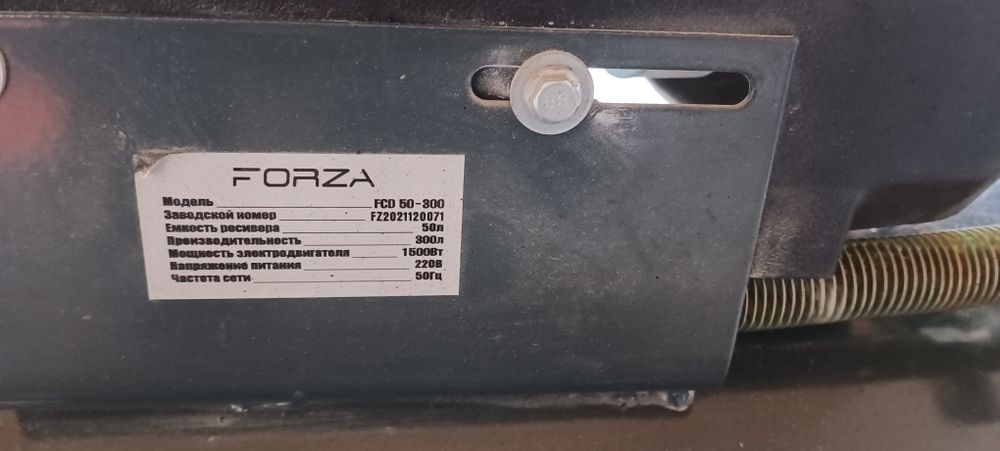 FORZA
Модель FCD 50-300
Заводской номер FZ2021120071
Емкость ресивера 50л
Производительность 300л
Мощность электродвигателя 1500Вт
Напряжение питания 220В
Частета сети 50Гц